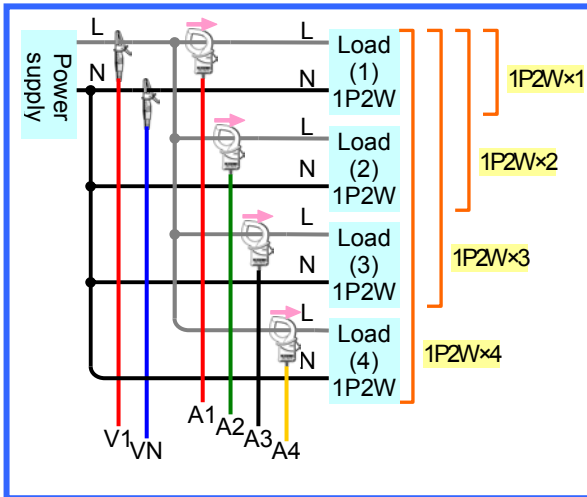 Power supply
L
N
L
N
Load
(1)
1P2W
L
N
Load
(2)
1P2W
L
N
Load
(3)
1P2W
L
N
Load
(4)
1P2W
1P2W×1
1P2W×2
1P2W×3
1P2W×4
V1
VN
A1
A2
A3
A4